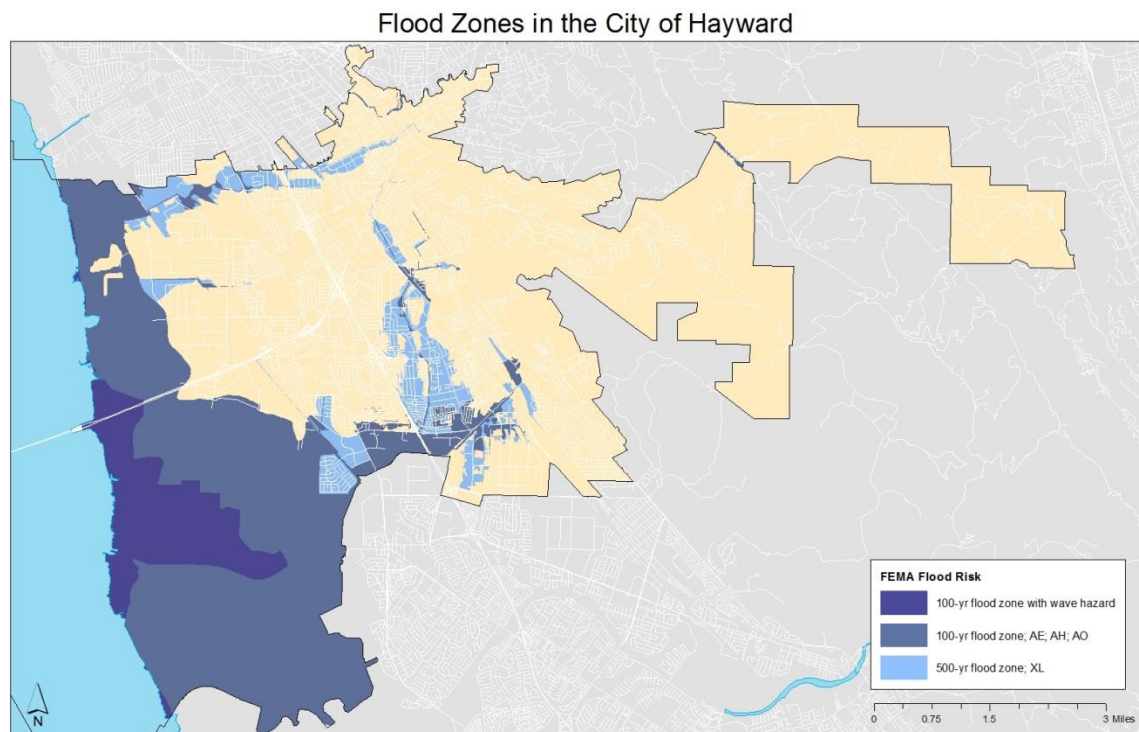 Flood Zones in the City of Hayward
FEMA Flood Risk
100-yr flood zone with wave hazard
100-yr flood zone; AE; AH; AO
500-yr flood zone; XL
N
0 0.75 1.5 3 Miles